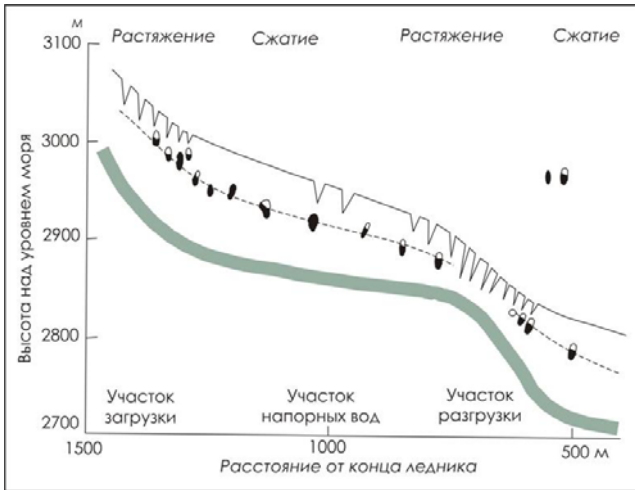 м
Растяжение Сжатие Растяжение Сжатие
3100
3000
2900
2800
2700
Высота над уровнем моря
Участок загрузки
Участок напорных вод
Участок разгрузки
1500 1000 500 м
Расстояние от конца ледника